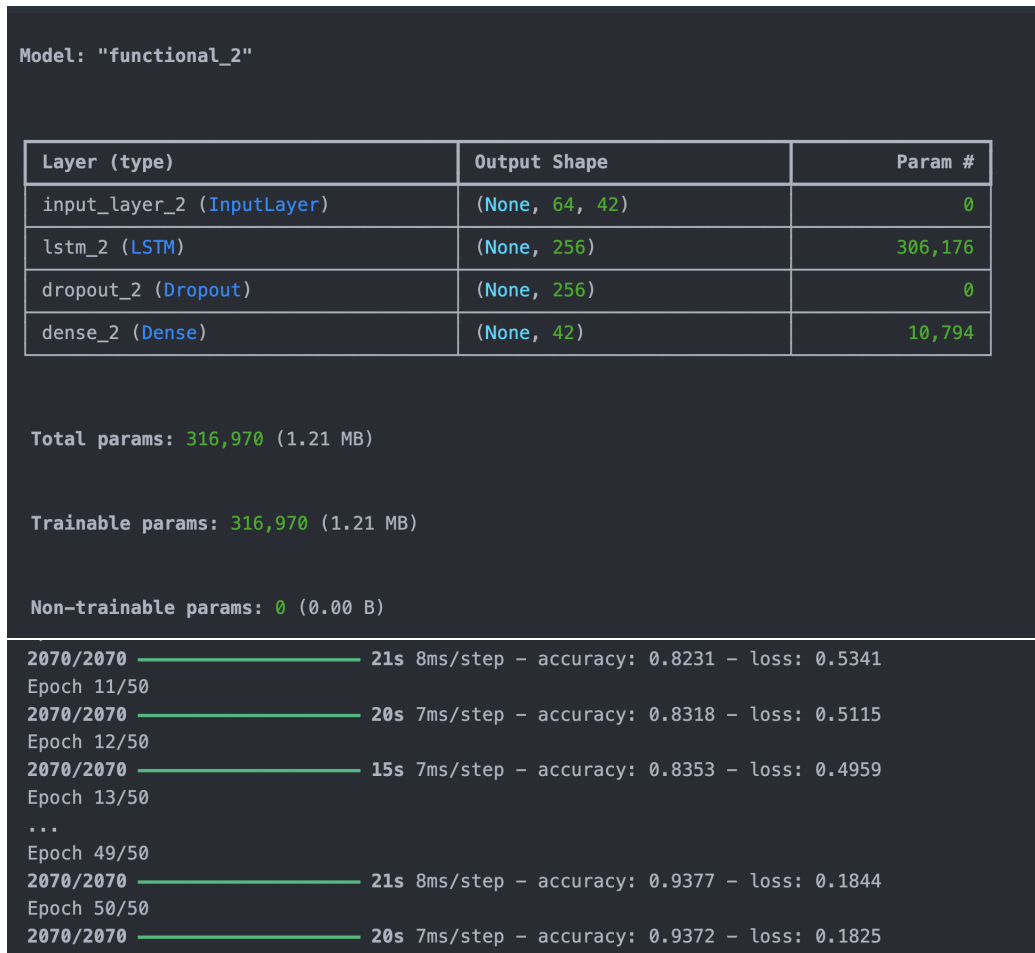 Model: "functional_2"
Layer (type) Output Shape Param #
input_layer_2 (InputLayer) (None, 64, 42) 0
lstm_2 (LSTM) (None, 256) 306,176
dropout_2 (Dropout) (None, 256) 0
dense_2 (Dense) (None, 42) 10,794
Total params: 316,970 (1.21 MB)
Trainable params: 316,970 (1.21 MB)
Non-trainable params: 0 (0.00 B)
2070/2070 ━━━━━━━━━━━━━━━━━━━━ 21s 8ms/step – accuracy: 0.8231 – loss: 0.5341
Epoch 11/50
2070/2070 ━━━━━━━━━━━━━━━━━━━━ 20s 7ms/step – accuracy: 0.8318 – loss: 0.5115
Epoch 12/50
2070/2070 ━━━━━━━━━━━━━━━━━━━━ 15s 7ms/step – accuracy: 0.8353 – loss: 0.4959
Epoch 13/50
...
Epoch 49/50
2070/2070 ━━━━━━━━━━━━━━━━━━━━ 21s 8ms/step – accuracy: 0.9377 – loss: 0.1844
Epoch 50/50
2070/2070 ━━━━━━━━━━━━━━━━━━━━ 20s 7ms/step – accuracy: 0.9372 – loss: 0.1825